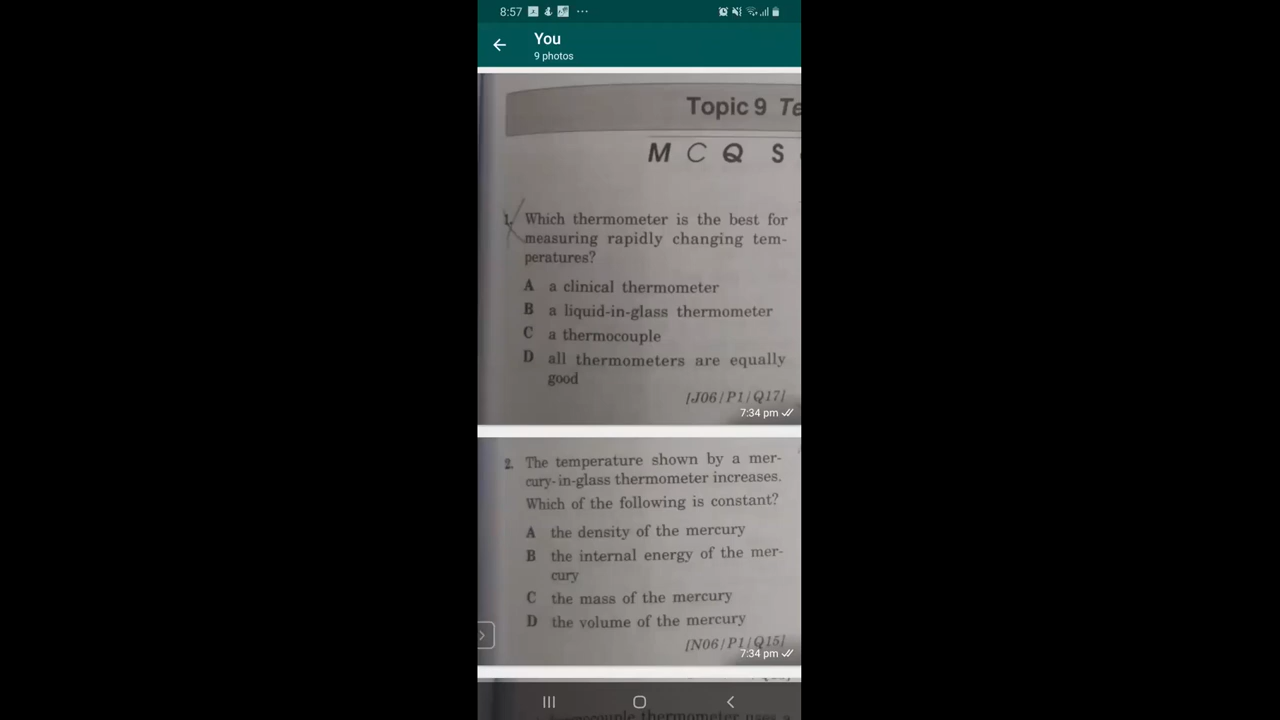 8:57
You
9 photos
Topic 9 Te
M C Q S
1. Which thermometer is the best for
measuring rapidly changing tem-
peratures?
A a clinical thermometer
B a liquid-in-glass thermometer
C a thermocouple
D all thermometers are equally
good
[J06/P1/Q17]
7:34 pm
2. The temperature shown by a mer-
cury-in-glass thermometer increases.
Which of the following is constant?
A the density of the mercury
B the internal energy of the mer-
cury
C the mass of the mercury
D the volume of the mercury
[N06/P1/Q15]
7:34 pm
thermometer uses a